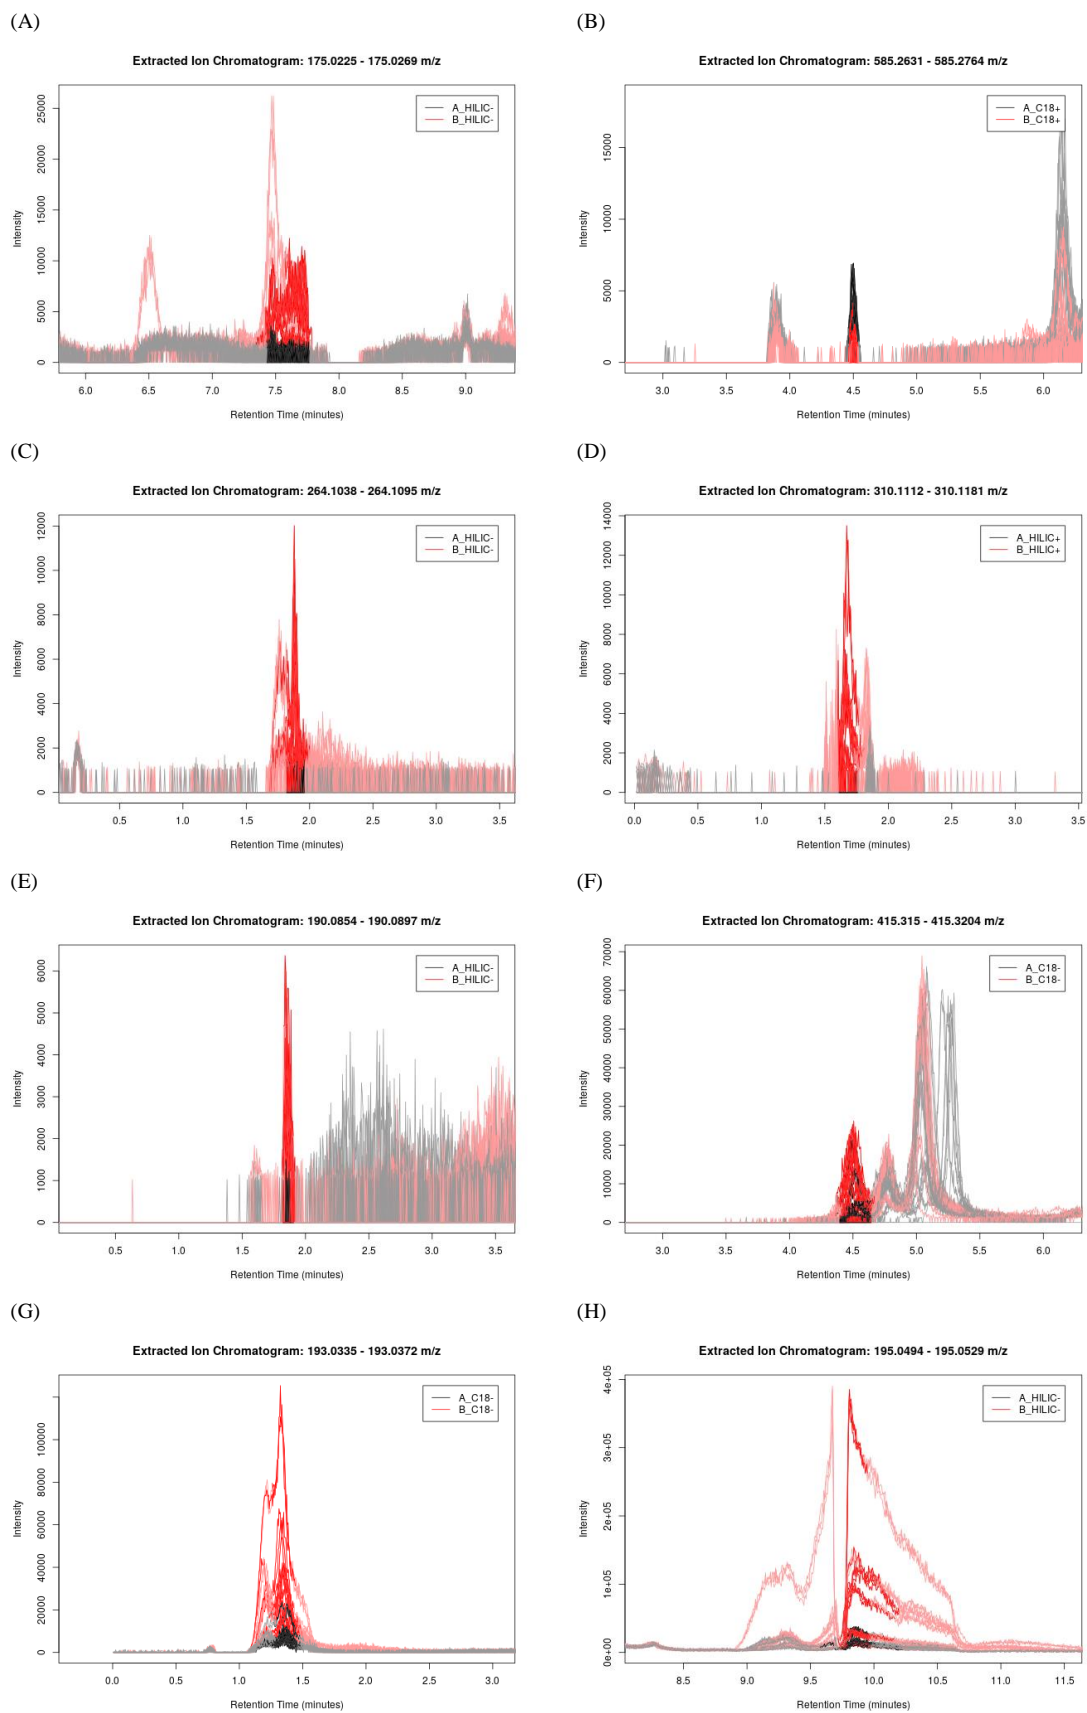 (A)
Extracted Ion Chromatogram: 175.0225 - 175.0269 m/z
A_HILIC-
B_HILIC-
Intensity
0
5000
10000
15000
20000
25000
6.0 6.5 7.0 7.5 8.0 8.5 9.0
Retention Time (minutes)
(B)
Extracted Ion Chromatogram: 585.2631 - 585.2764 m/z
A_C18+
B_C18+
Intensity
0
5000
10000
15000
3.0 3.5 4.0 4.5 5.0 5.5 6.0
Retention Time (minutes)
(C)
Extracted Ion Chromatogram: 264.1038 - 264.1095 m/z
A_HILIC-
B_HILIC-
Intensity
0
2000
4000
6000
8000
10000
12000
0.5 1.0 1.5 2.0 2.5 3.0 3.5
Retention Time (minutes)
(D)
Extracted Ion Chromatogram: 310.1112 - 310.1181 m/z
A_HILIC+
B_HILIC+
Intensity
0
2000
4000
6000
8000
10000
12000
14000
0.0 0.5 1.0 1.5 2.0 2.5 3.0 3.5
Retention Time (minutes)
(E)
Extracted Ion Chromatogram: 190.0854 - 190.0897 m/z
A_HILIC-
B_HILIC-
Intensity
0
1000
2000
3000
4000
5000
6000
0.5 1.0 1.5 2.0 2.5 3.0 3.5
Retention Time (minutes)
(F)
Extracted Ion Chromatogram: 415.315 - 415.3204 m/z
A_C18-
B_C18-
Intensity
0
10000
20000
30000
40000
50000
60000
70000
3.0 3.5 4.0 4.5 5.0 5.5 6.0
Retention Time (minutes)
(G)
Extracted Ion Chromatogram: 193.0335 - 193.0372 m/z
A_C18-
B_C18-
Intensity
0
20000
40000
60000
80000
100000
0.0 0.5 1.0 1.5 2.0 2.5 3.0
Retention Time (minutes)
(H)
Extracted Ion Chromatogram: 195.0494 - 195.0529 m/z
A_HILIC-
B_HILIC-
Intensity
0e+00
1e+05
2e+05
3e+05
4e+05
8.5 9.0 9.5 10.0 10.5 11.0 11.5
Retention Time (minutes)